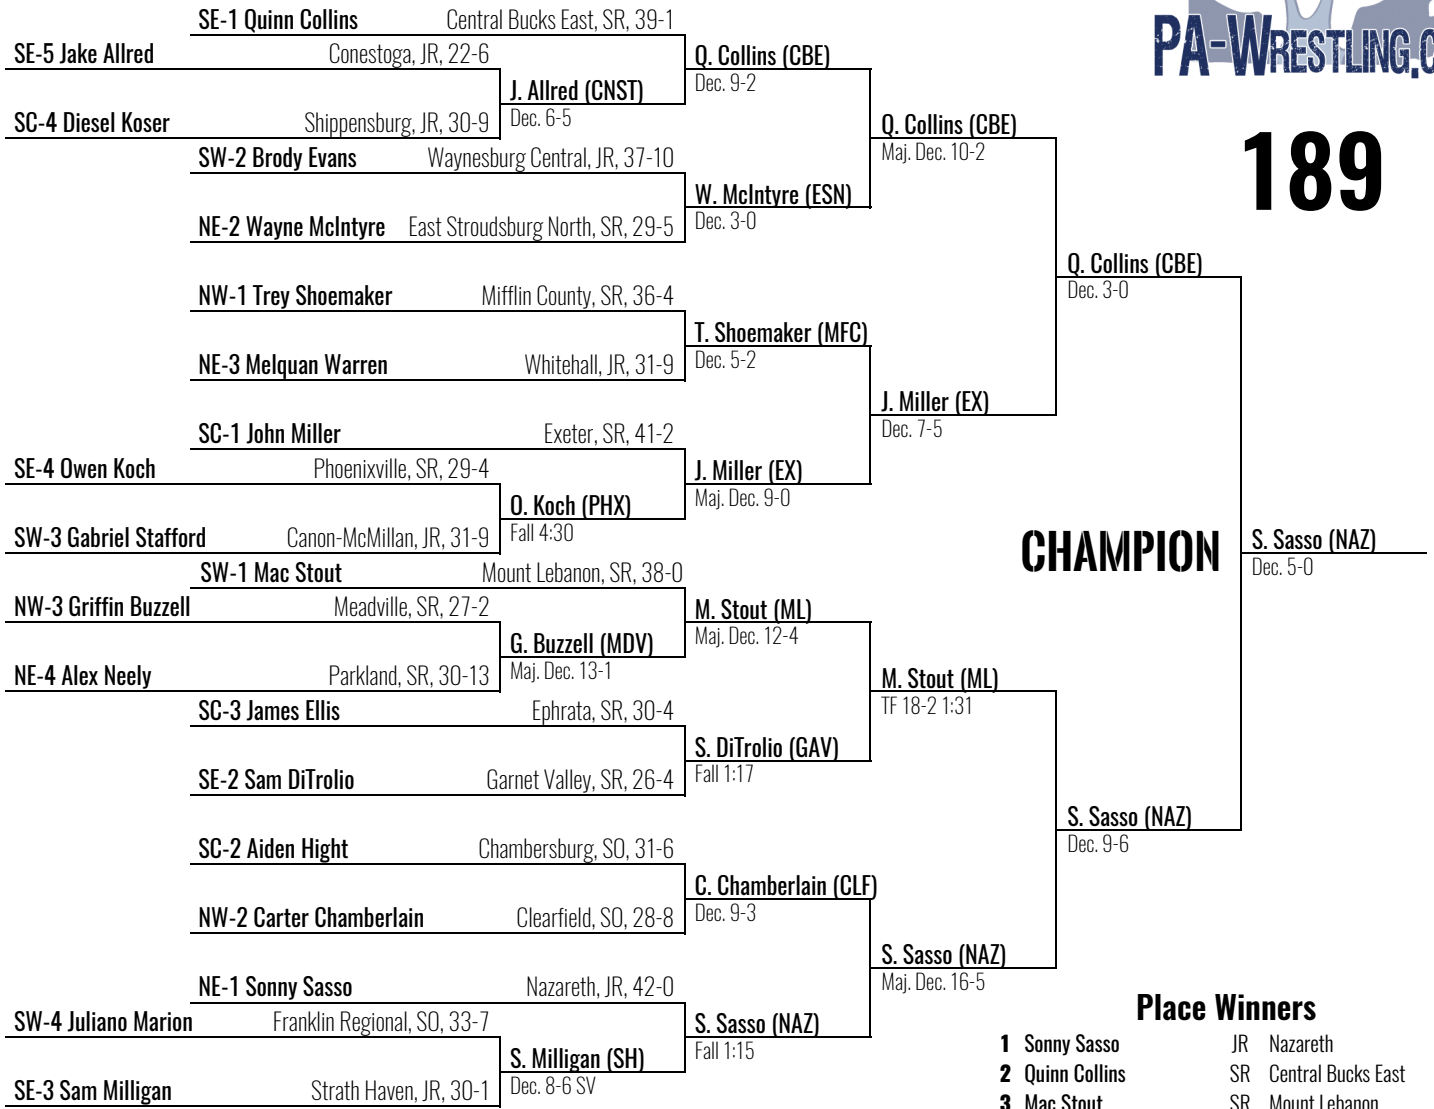 SE-1 Quinn Collins Central Bucks East, SR, 39-1
SE-5 Jake Allred Conestoga, JR, 22-6
SC-4 Diesel Koser Shippensburg, JR, 30-9
SW-2 Brody Evans Waynesburg Central, JR, 37-10
NE-2 Wayne McIntyre East Stroudsburg North, SR, 29-5
NW-1 Trey Shoemaker Mifflin County, SR, 36-4
NE-3 Melquan Warren Whitehall, JR, 31-9
SC-1 John Miller Exeter, SR, 41-2
SE-4 Owen Koch Phoenixville, SR, 29-4
SW-3 Gabriel Stafford Canon-McMillan, JR, 31-9
SW-1 Mac Stout Mount Lebanon, SR, 38-0
NW-3 Griffin Buzzell Meadville, SR, 27-2
NE-4 Alex Neely Parkland, SR, 30-13
SC-3 James Ellis Ephrata, SR, 30-4
SE-2 Sam DiTrolio Garnet Valley, SR, 26-4
SC-2 Aiden Hight Chambersburg, SO, 31-6
NW-2 Carter Chamberlain Clearfield, SO, 28-8
NE-1 Sonny Sasso Nazareth, JR, 42-0
SW-4 Juliano Marion Franklin Regional, SO, 33-7
SE-3 Sam Milligan Strath Haven, JR, 30-1
J. Allred (CNST)
Dec. 6-5
O. Koch (PHX)
Fall 4:30
G. Buzzell (MDV)
Maj. Dec. 13-1
S. Milligan (SH)
Dec. 8-6 SV
Q. Collins (CBE)
Dec. 9-2
W. McIntyre (ESN)
Dec. 3-0
T. Shoemaker (MFC)
Dec. 5-2
J. Miller (EX)
Maj. Dec. 9-0
M. Stout (ML)
Maj. Dec. 12-4
S. DiTrolio (GAV)
Fall 1:17
C. Chamberlain (CLF)
Dec. 9-3
S. Sasso (NAZ)
Fall 1:15
Q. Collins (CBE)
Maj. Dec. 10-2
J. Miller (EX)
Dec. 7-5
M. Stout (ML)
TF 18-2 1:31
S. Sasso (NAZ)
Maj. Dec. 16-5
Q. Collins (CBE)
Dec. 3-0
S. Sasso (NAZ)
Dec. 9-6
CHAMPION
S. Sasso (NAZ)
Dec. 5-0
PA-WRESTLING.C
189
Place Winners
1 Sonny Sasso JR Nazareth
2 Quinn Collins SR Central Bucks East
3 Mac Stout SR Mount Lebanon